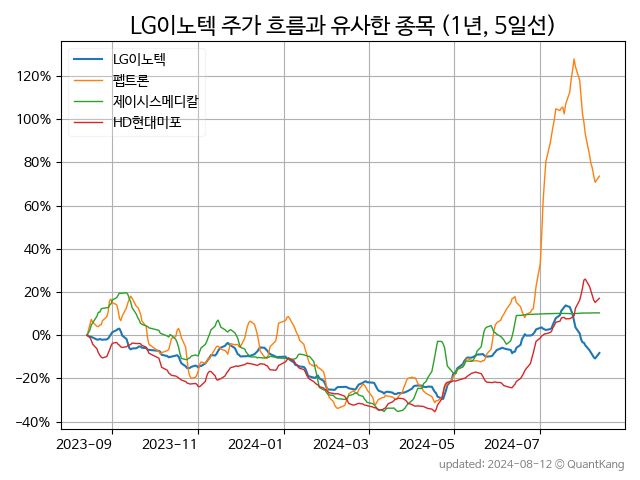 LG이노텍 주가 흐름과 유사한 종목 (1년, 5일선)
LG이노텍
펩트론
제이시스메디칼
HD현대미포
120%
100%
80%
60%
40%
20%
0%
−20%
−40%
2023-09
2023-11
2024-01
2024-03
2024-05
2024-07
updated: 2024-08-12 © QuantKang